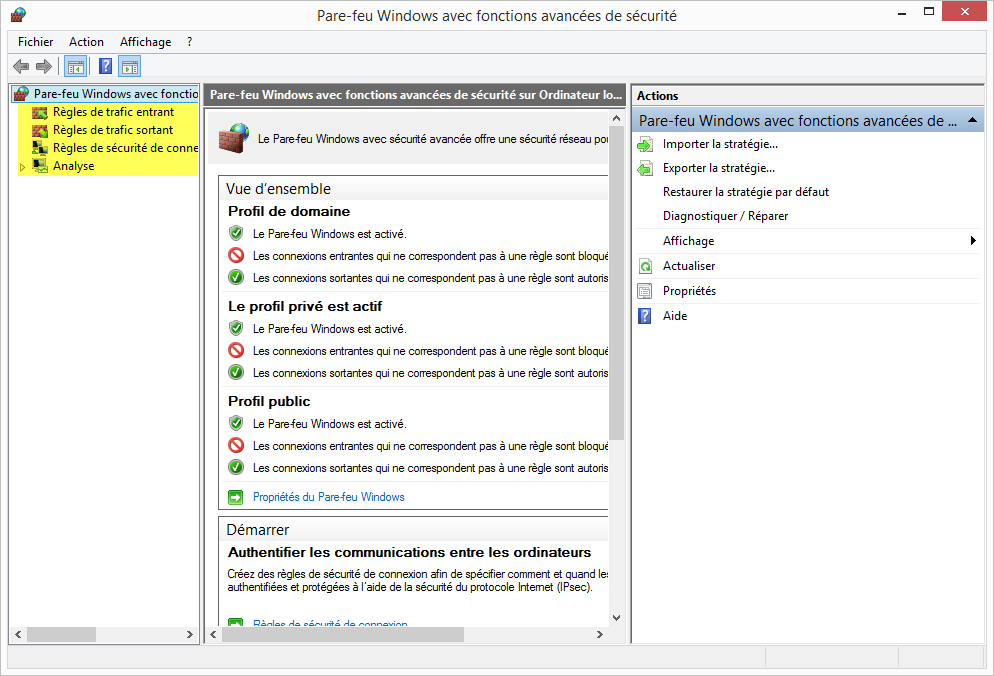 Pare-feu Windows avec fonctions avancées de sécurité
Fichier Action Affichage ?
Pare-feu Windows avec fonctio
Règles de trafic entrant
Règles de trafic sortant
Règles de sécurité de conne
Analyse
Pare-feu Windows avec fonctions avancées de sécurité sur Ordinateur lo...
Le Pare-feu Windows avec sécurité avancée offre une sécurité réseau pou
Vue d'ensemble
Profil de domaine
Le Pare-feu Windows est activé.
Les connexions entrantes qui ne correspondent pas à une règle sont bloqué
Les connexions sortantes qui ne correspondent pas à une règle sont autoris
Le profil privé est actif
Le Pare-feu Windows est activé.
Les connexions entrantes qui ne correspondent pas à une règle sont bloqué
Les connexions sortantes qui ne correspondent pas à une règle sont autoris
Profil public
Le Pare-feu Windows est activé.
Les connexions entrantes qui ne correspondent pas à une règle sont bloqué
Les connexions sortantes qui ne correspondent pas à une règle sont autoris
Propriétés du Pare-feu Windows
Démarrer
Authentifier les communications entre les ordinateurs
Créez des règles de sécurité de connexion afin de spécifier comment et quand les
authentifiées et protégées à l'aide de la sécurité du protocole Internet (IPsec).
Règles de sécurité de connexion
Actions
Pare-feu Windows avec fonctions avancées de ...
Importer la stratégie...
Exporter la stratégie...
Restaurer la stratégie par défaut
Diagnostiquer / Réparer
Affichage
Actualiser
Propriétés
Aide